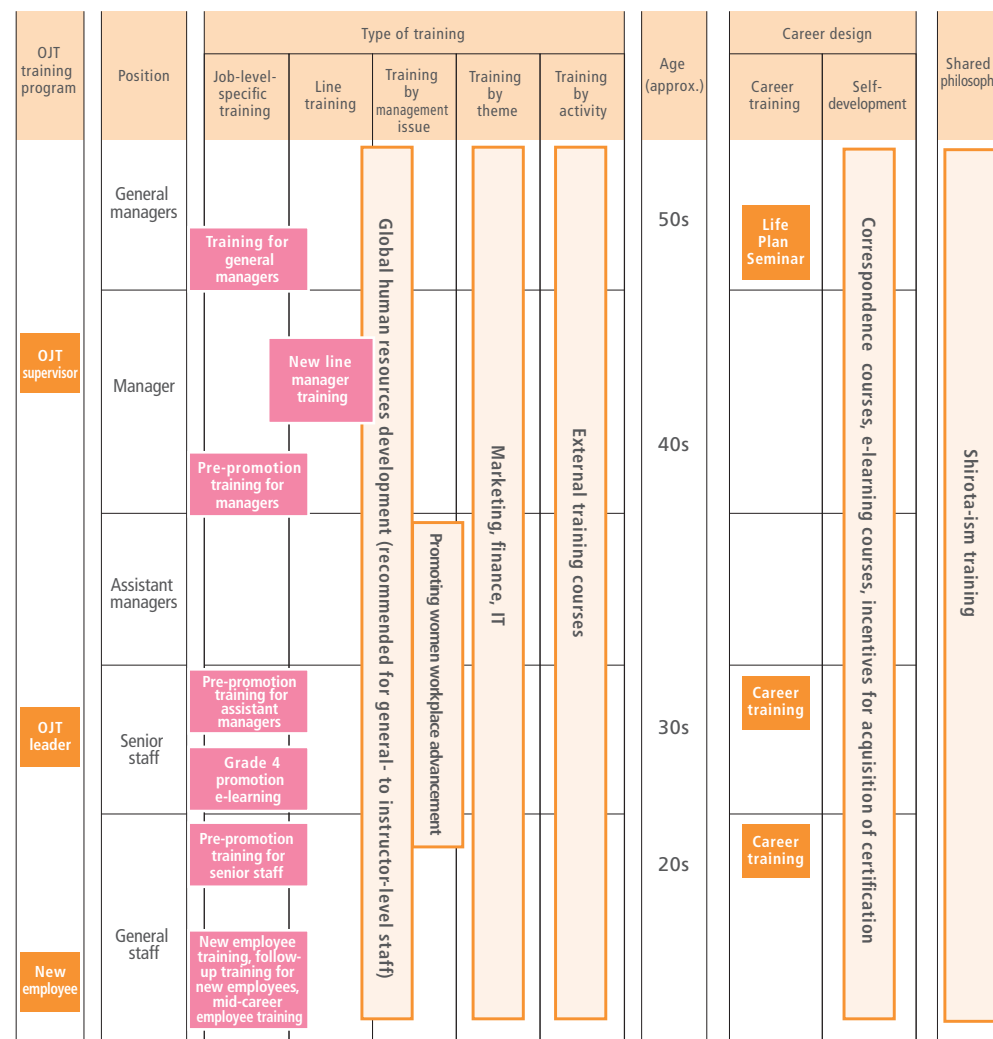 OJT
training
program
Position
Type of training
Job-level-
specific
training
Line
training
Training
by
management
issue
Training
by
theme
Training
by
activity
Age
(approx.)
Career design
Career
training
Self-
development
Shared
philosoph
General
managers
Manager
Assistant
managers
Senior
staff
General
staff
OJT
supervisor
OJT
leader
New
employee
Training for
general
managers
New line
manager
training
Pre-promotion
training for
managers
Pre-promotion
training for
assistant
managers
Grade 4
promotion
e-learning
Pre-promotion
training for
senior staff
New employee
training, follow-
up training for
new employees,
mid-career
employee training
Global human resources development (recommended for general- to instructor-level staff)
Promoting women workplace advancement
Marketing, finance, IT
External training courses
50s
40s
30s
20s
Life
Plan
Seminar
Career
training
Career
training
Correspondence courses, e-learning courses, incentives for acquisition of certification
Shirota-ism training